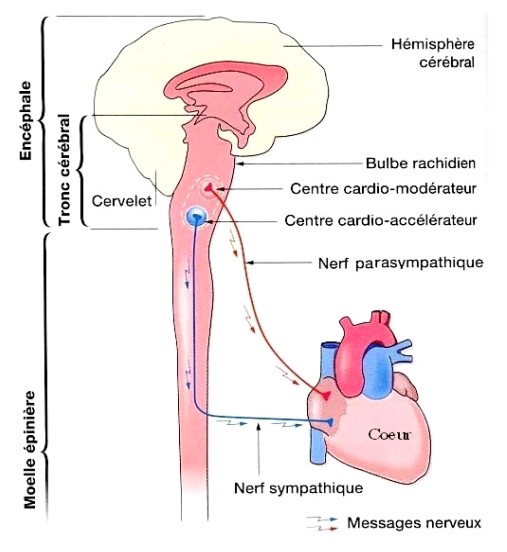 Hémisphère
cérébral
Encéphale
Tronc cérébral
Bulbe rachidien
Centre cardio-modérateur
Cervelet
Centre cardio-accélérateur
Nerf parasympathique
Moelle épinière
Coeur
Nerf sympathique
Messages nerveux